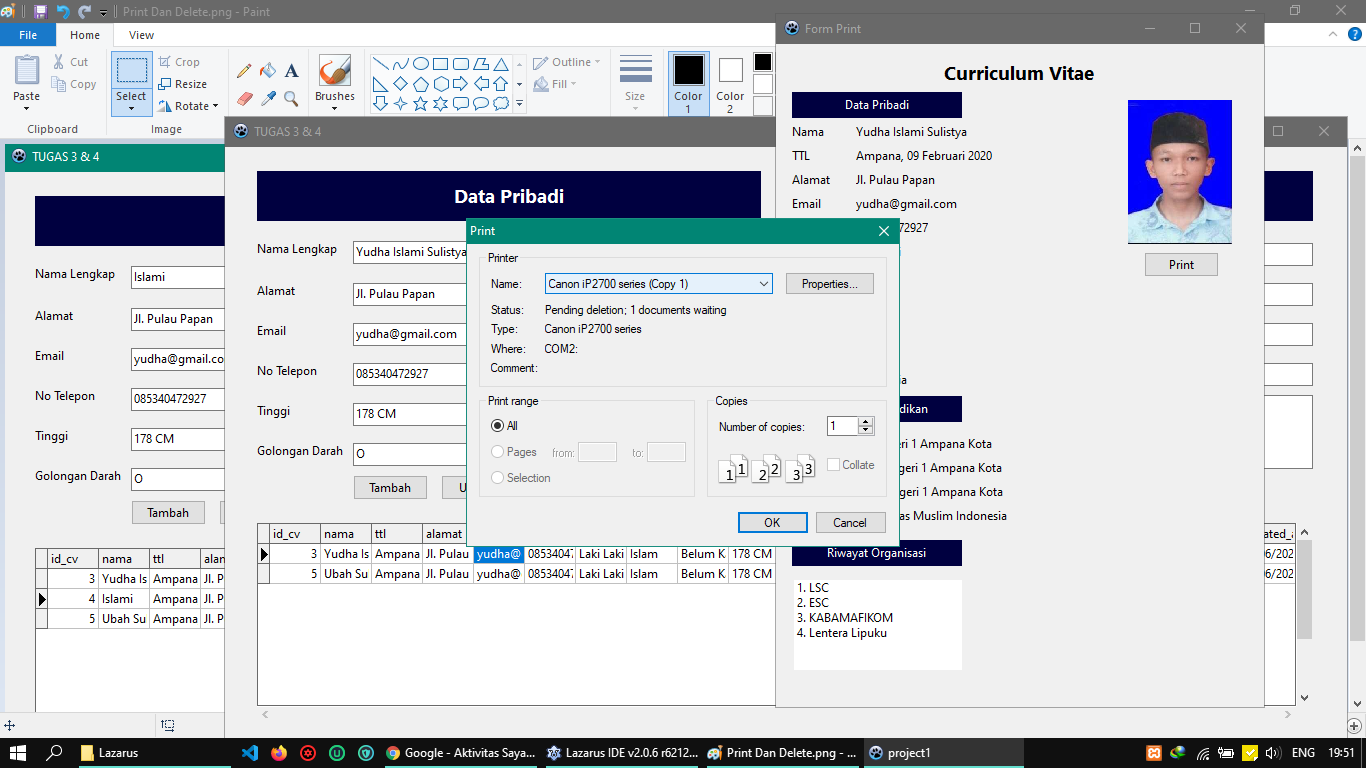 Print Dan Delete.png - Paint
File Home View
Paste
Cut
Copy
Clipboard
Select
Crop
Resize
Rotate
Image
Brushes
Outline
Fill
Size
Color
1
Color
2
TUGAS 3 & 4
Nama Lengkap Islami
Alamat Jl. Pulau Papan
Email yudha@gmail.co
No Telepon 085340472927
Tinggi 178 CM
Golongan Darah O
Tambah
id_cv nama ttl alam
3 Yudha Is Ampana Jl. P
4 Islami Ampana Jl. P
5 Ubah Su Ampana Jl. P
TUGAS 3 & 4
Data Pribadi
Nama Lengkap Yudha Islami Sulistya
Alamat Jl. Pulau Papan
Email yudha@gmail.com
No Telepon 085340472927
Tinggi 178 CM
Golongan Darah O
Tambah U
id_cv nama ttl alamat
3 Yudha Is Ampana Jl. Pulau yudha@ 0853404 Laki Laki Islam Belum K 178 CM
5 Ubah Su Ampana Jl. Pulau yudha@ 0853404 Laki Laki Islam Belum K 178 CM
ated_a
06/202
06/202
Form Print
Curriculum Vitae
Data Pribadi
Nama Yudha Islami Sulistya
TTL Ampana, 09 Februari 2020
Alamat Jl. Pulau Papan
Email yudha@gmail.com
72927
Print
ia
dikan
eri 1 Ampana Kota
geri 1 Ampana Kota
geri 1 Ampana Kota
as Muslim Indonesia
Riwayat Organisasi
1. LSC
2. ESC
3. KABAMAFIKOM
4. Lentera Lipuku
Print
Printer
Name: Canon iP2700 series (Copy 1) Properties...
Status: Pending deletion; 1 documents waiting
Type: Canon iP2700 series
Where: COM2:
Comment:
Print range
All
Pages from: to:
Selection
Copies
Number of copies: 1
1 1 2 2 3 3 Collate
OK Cancel
Lazarus
Google - Aktivitas Saya...
Lazarus IDE v2.0.6 r6212...
Print Dan Delete.png - ...
project1
ENG 19:51